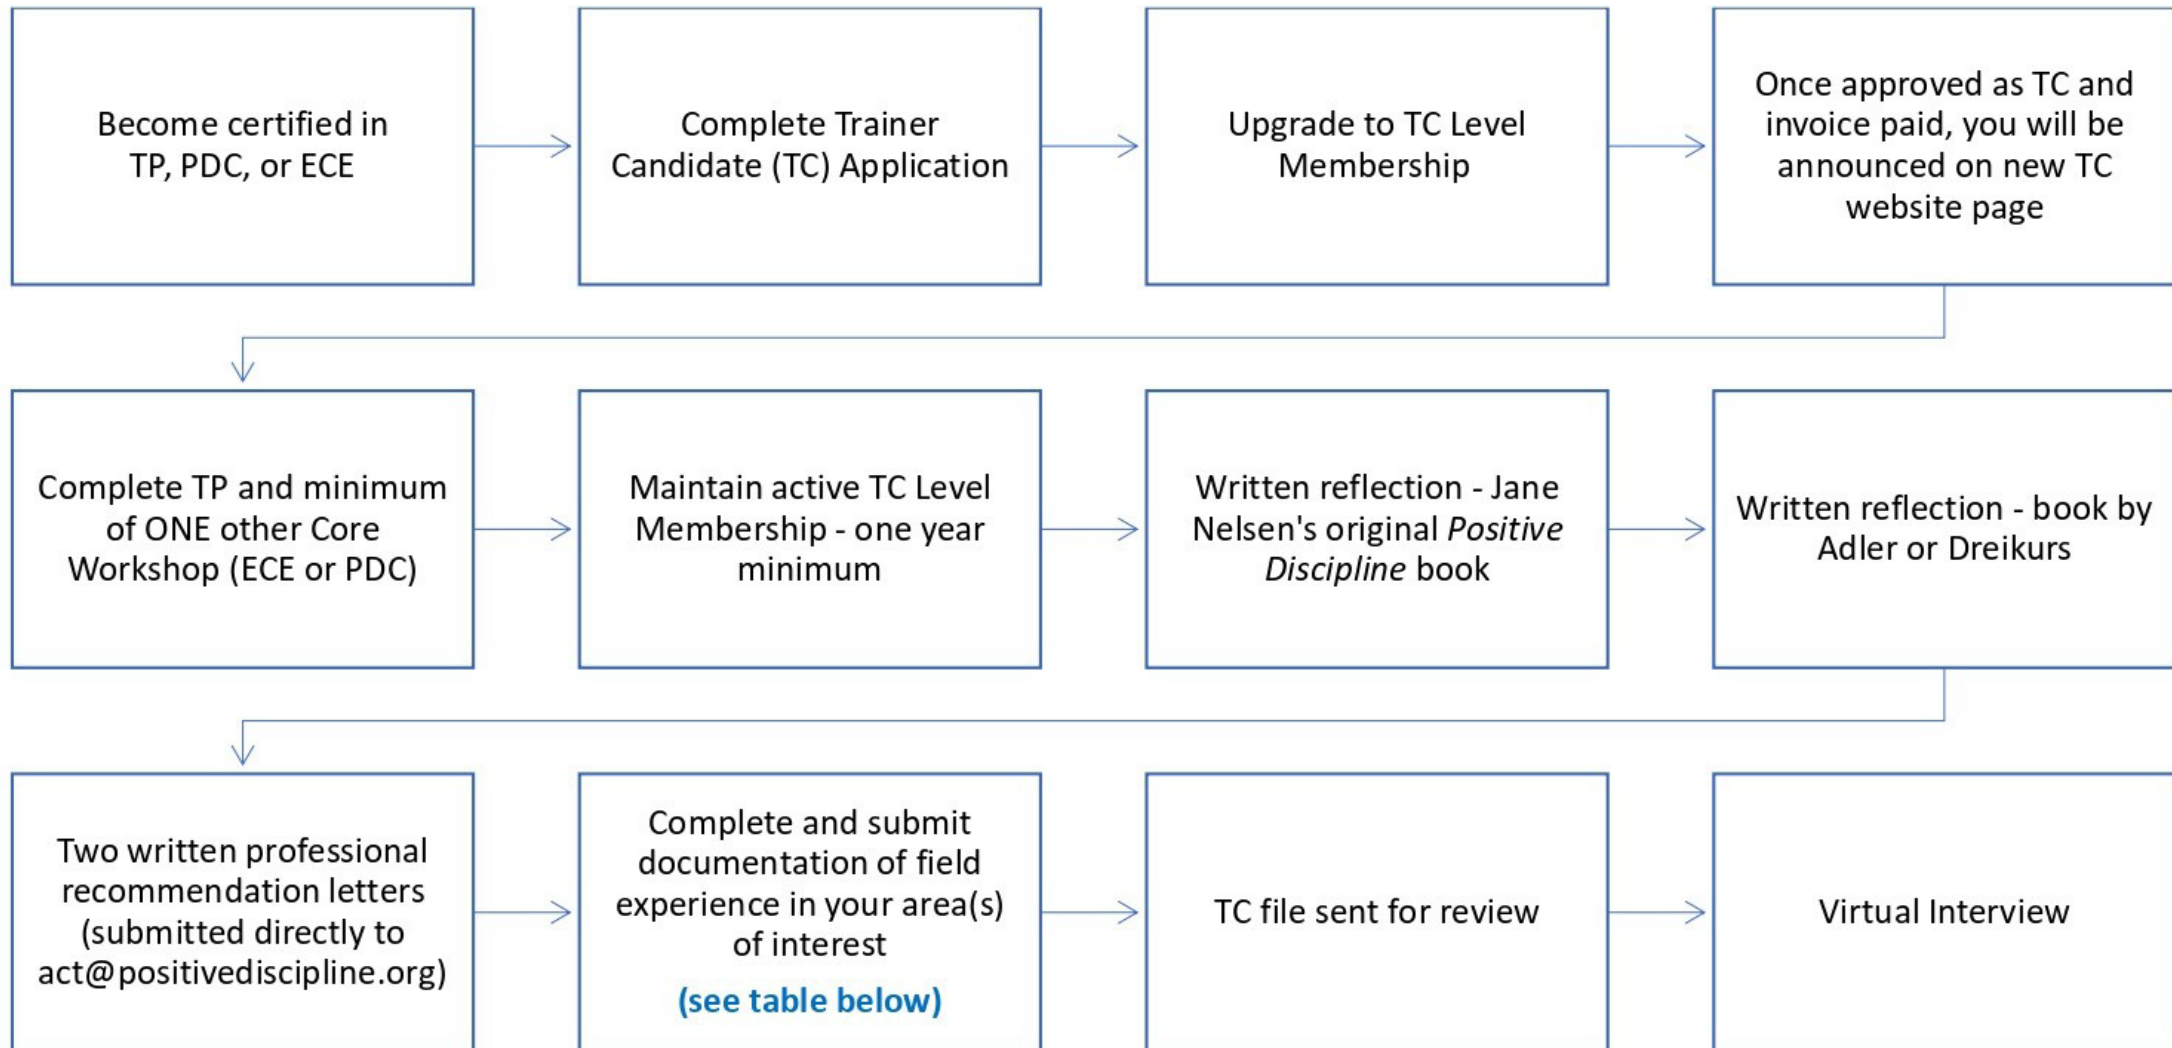 Become certified in
TP, PDC, or ECE
Complete Trainer
Candidate (TC) Application
Upgrade to TC Level
Membership
Once approved as TC and
invoice paid, you will be
announced on new TC
website page
Complete TP and minimum
of ONE other Core
Workshop (ECE or PDC)
Maintain active TC Level
Membership - one year
minimum
Written reflection - Jane
Nelsen's original Positive
Discipline book
Written reflection - book by
Adler or Dreikurs
Two written professional
recommendation letters
(submitted directly to
act@positivediscipline.org)
Complete and submit
documentation of field
experience in your area(s)
of interest
(see table below)
TC file sent for review
Virtual Interview